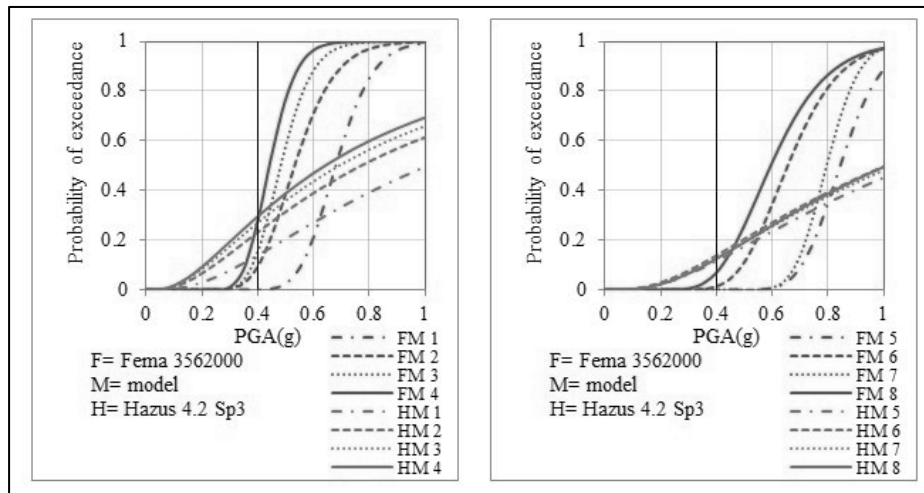 Probability of exceedance
1
0.8
0.6
0.4
0.2
0
0 0.2 0.4 0.6 0.8 1
PGA(g)
F= Fema 3562000
M= model
H= Hazus 4.2 Sp3
FM 1
FM 2
FM 3
FM 4
HM 1
HM 2
HM 3
HM 4
Probability of exceedance
1
0.8
0.6
0.4
0.2
0
0 0.2 0.4 0.6 0.8 1
PGA(g)
F= Fema 3562000
M= model
H= Hazus 4.2 Sp3
FM 5
FM 6
FM 7
FM 8
HM 5
HM 6
HM 7
HM 8